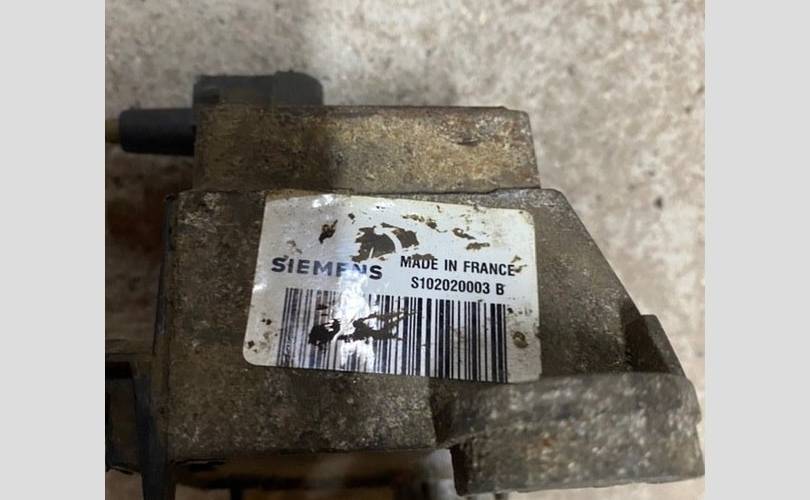 SIEMENS
MADE IN FRANCE
S102020003 B